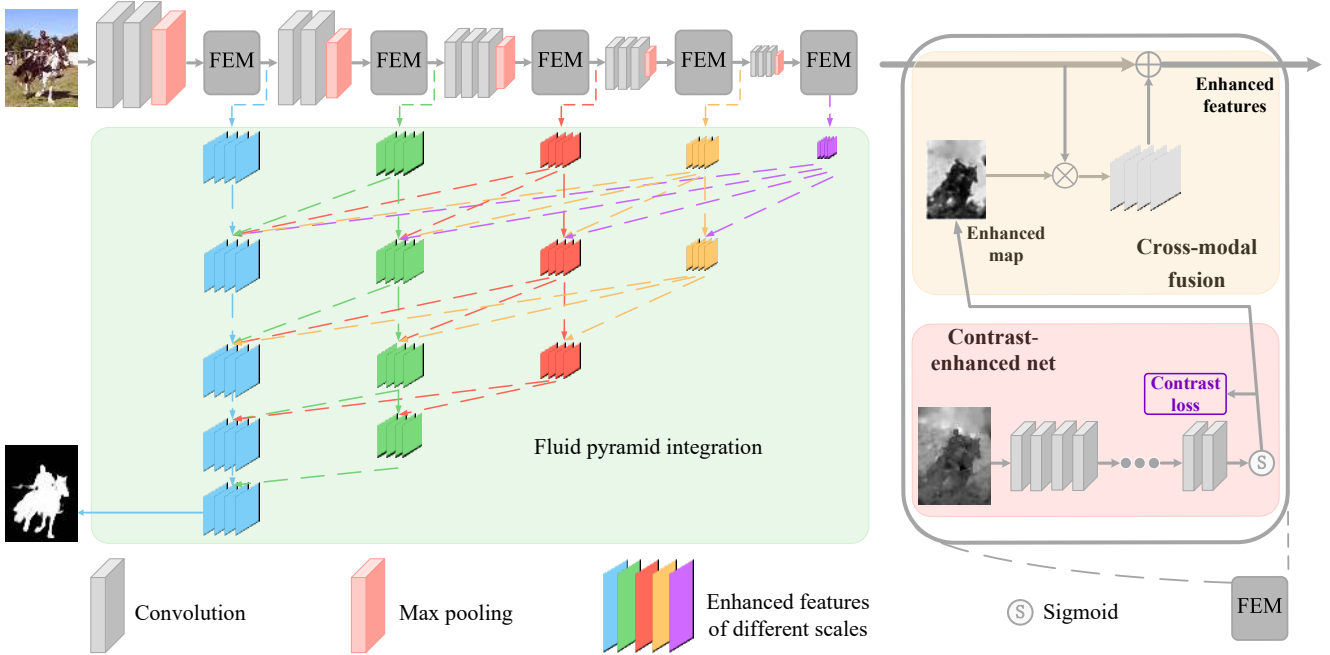 FEM
FEM
FEM
FEM
FEM
Enhanced
features
Enhanced
map
Cross-modal
fusion
Contrast-
enhanced net
Contrast
loss
S
Fluid pyramid integration
Convolution
Max pooling
Enhanced features
of different scales
S
Sigmoid
FEM